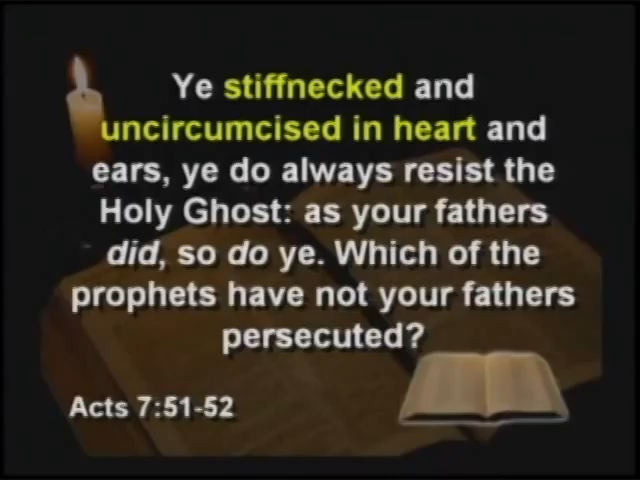 Ye stiffnecked and
uncircumcised in heart and
ears, ye do always resist the
Holy Ghost: as your fathers
did, so do ye. Which of the
prophets have not your fathers
persecuted?
Acts 7:51-52